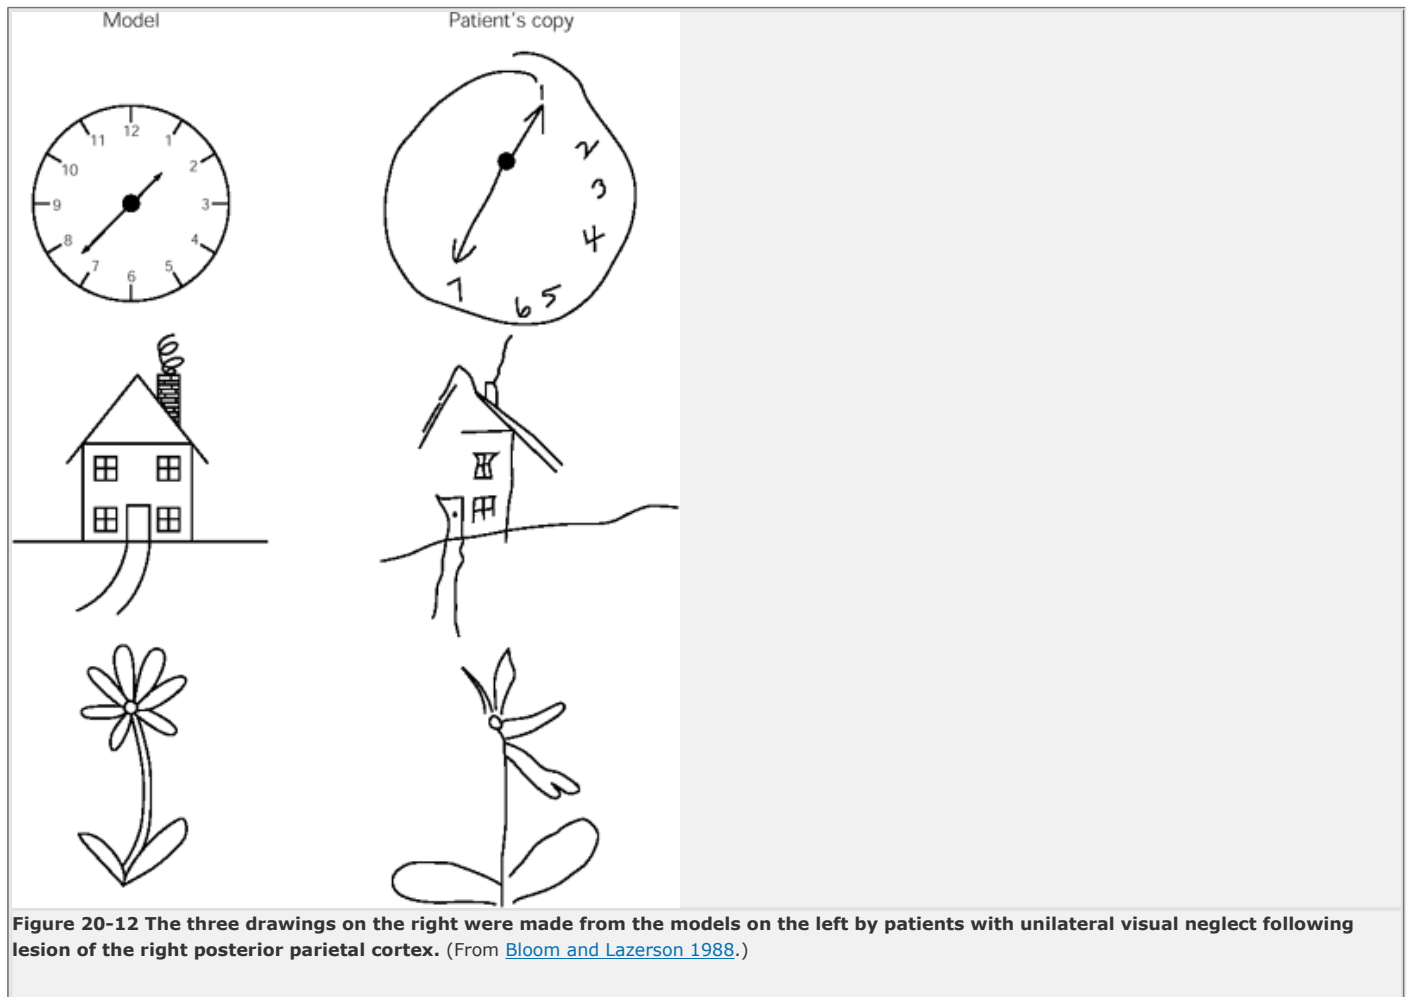 Model Patient's copy
12
11 1
10 2
9 3
8 4
7 5
6
1
2
3
4
7 6 5
Figure 20-12 The three drawings on the right were made from the models on the left by patients with unilateral visual neglect following
lesion of the right posterior parietal cortex. (From Bloom and Lazerson 1988.)